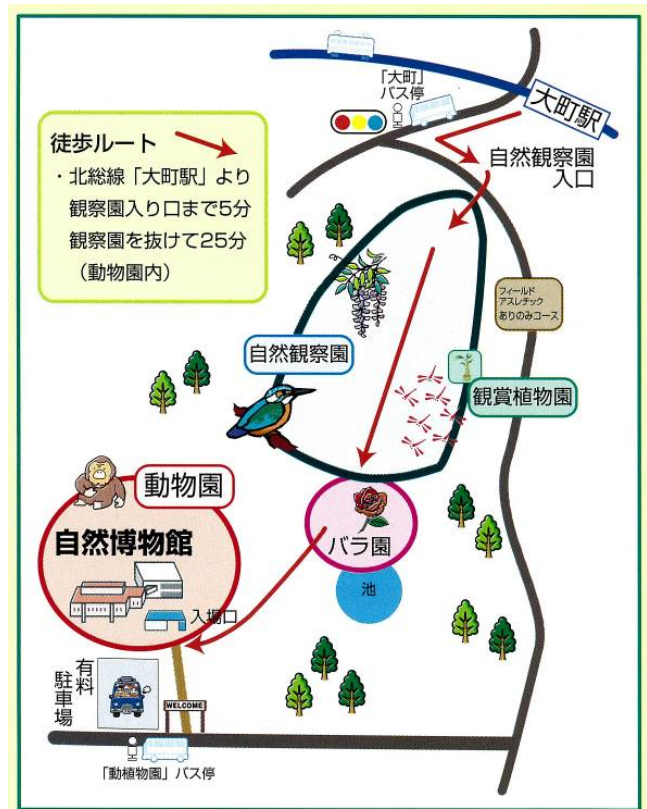 「大町」
バス停
大町駅
徒歩ルート
・北総線「大町駅」より
観察園入り口まで5分
観察園を抜けて25分
（動物園内）
自然観察園
入口
フィールド
アスレチック
ありのみコース
自然観察園
観賞植物園
動物園
自然博物館
バラ園
池
入場口
有料
駐車場
WELCOME
「動植物園」バス停